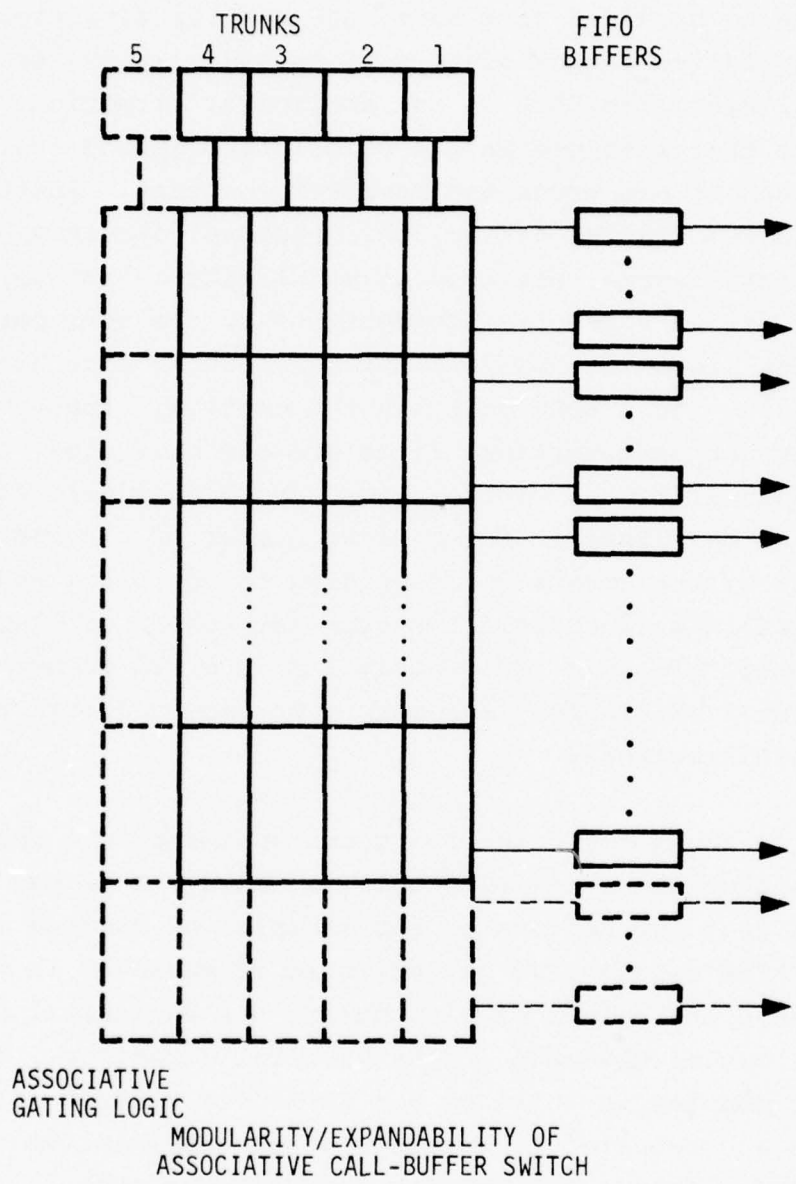 TRUNKS
FIFO
BIFFERS
5 4 3 2 1
ASSOCIATIVE
GATING LOGIC
MODULARITY/EXPANDABILITY OF
ASSOCIATIVE CALL-BUFFER SWITCH